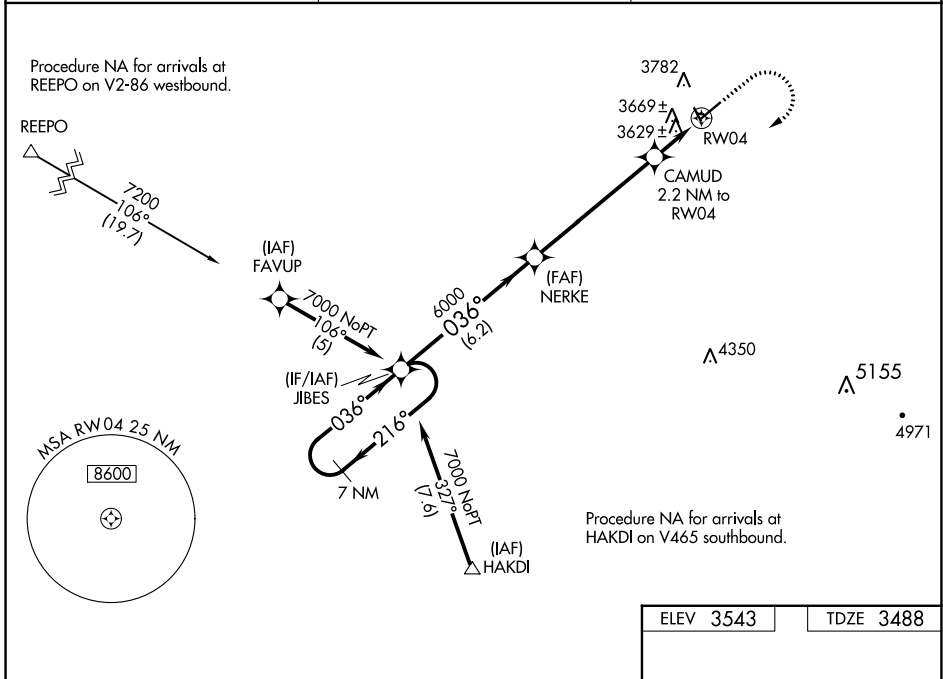 Procedure NA for arrivals at
REEPO on V2-86 westbound.
REEPO
7200
106°
(19.7)
(IAF)
FAVUP
7000 NoPT
106°
(5)
(IF/IAF)
JIBES
6000
036°
(6.2)
(FAF)
NERKE
CAMUD
2.2 NM to
RW04
RW04
3782
3669±
3629±
4350
5155
4971
036°
216°
7 NM
7000 NoPT
327°
(7.6)
(IAF)
HAKDI
MSA RW04 25 NM
8600
Procedure NA for arrivals at
HAKDI on V465 southbound.
ELEV 3543
TDZE 3488